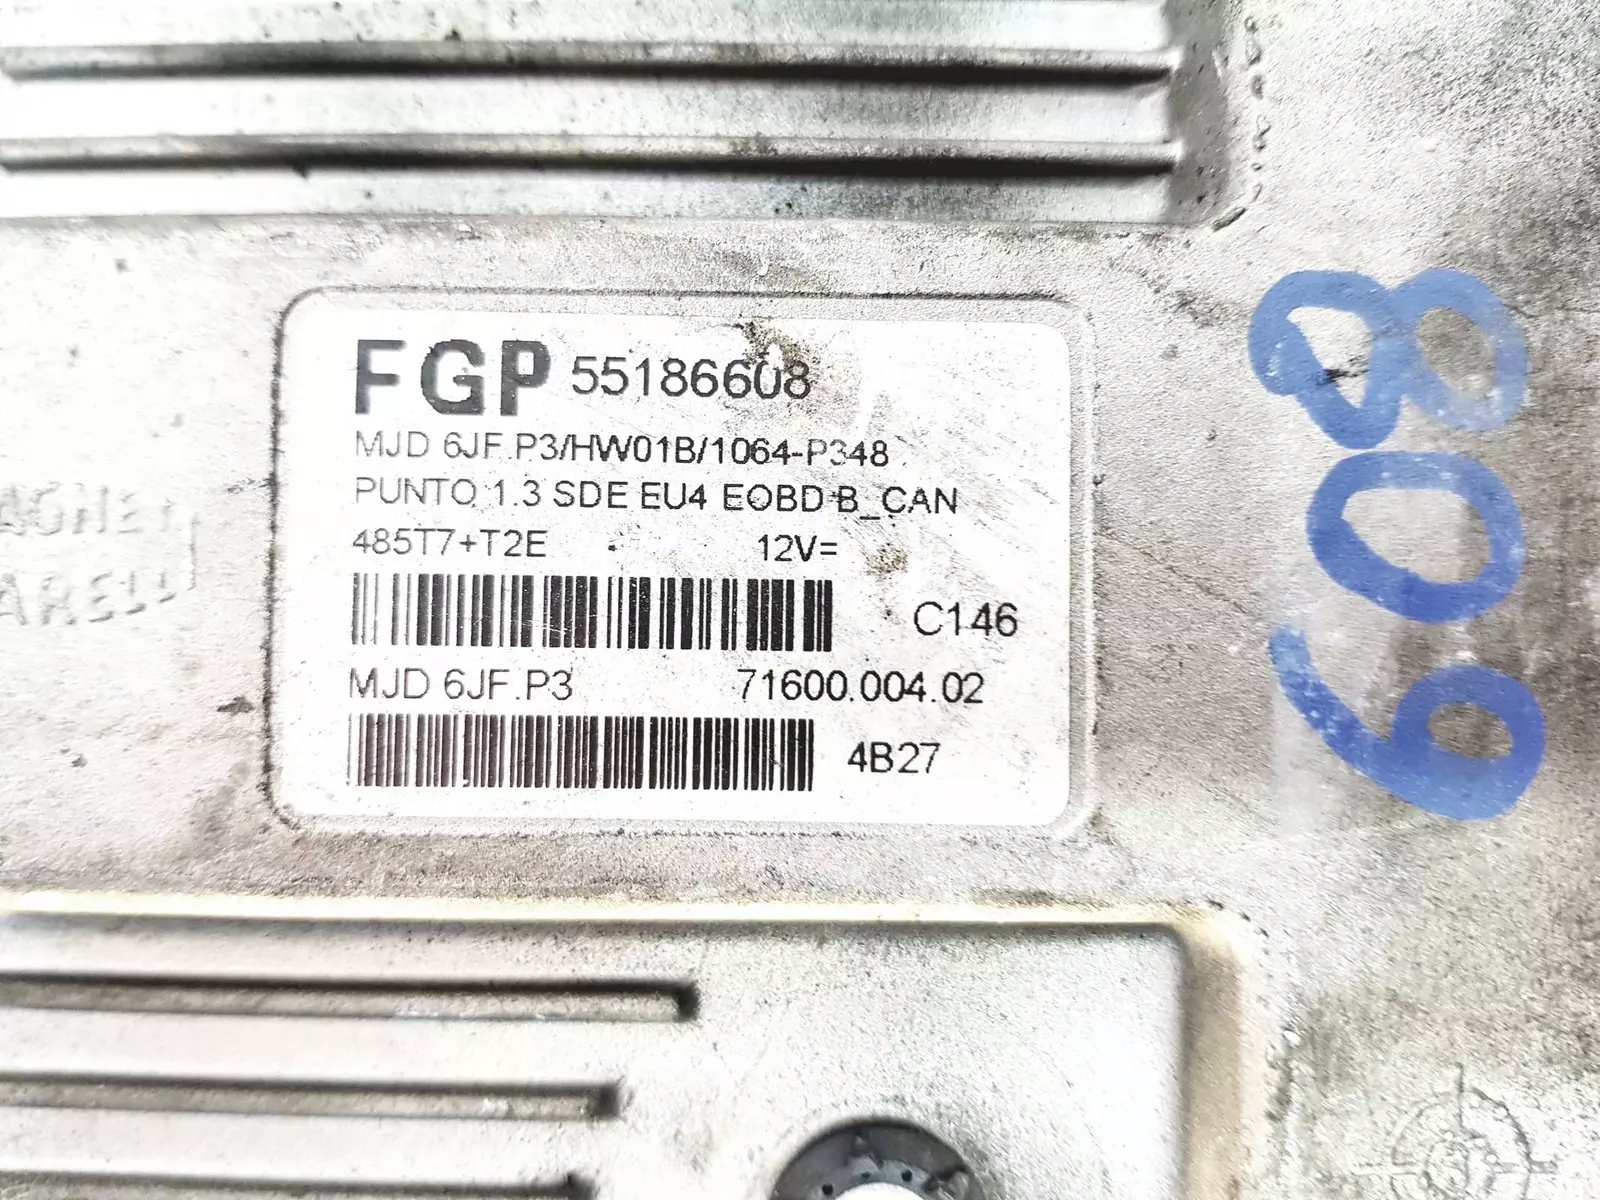 FGP 55186608
MJD 6JF.P3/HW01B/1064-P348
PUNTO 1.3 SDE EU4 EOBD B_CAN
485T7+T2E 12V=
C146
MJD 6JF.P3 71600.004.02
4B27
608